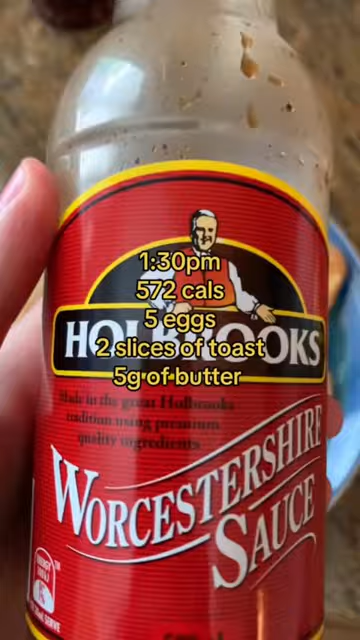 1:30pm
572 cals
5 eggs
2 slices of toast
5g of butter
HOLBROOKS
Made in the great Holbrooks
tradition using premium
quality ingredients
WORCESTERSHIRE
SAUCE